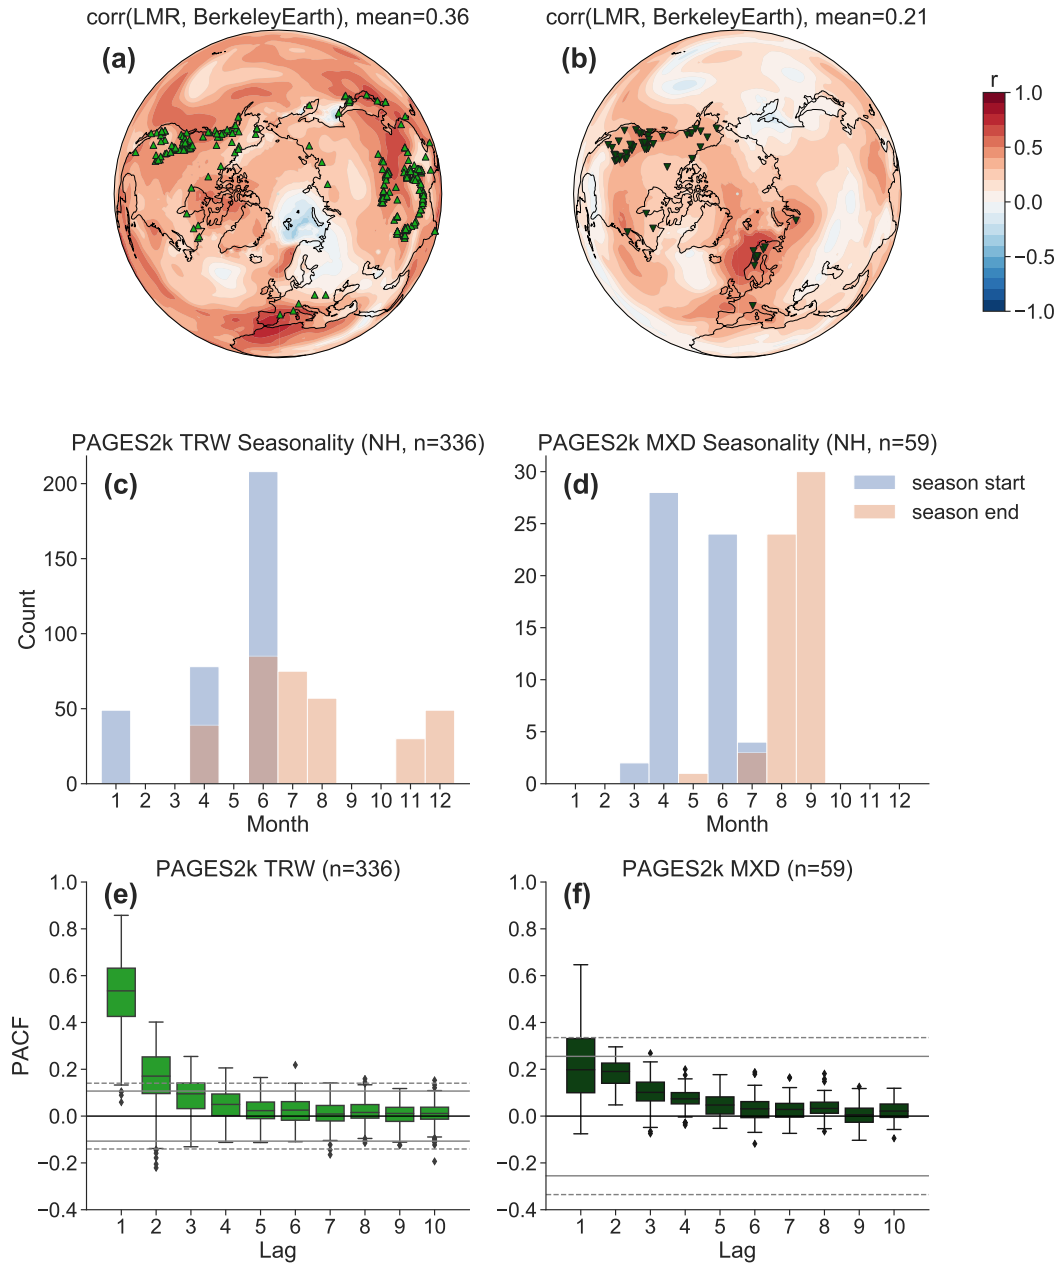 corr(LMR, BerkeleyEarth), mean=0.36
corr(LMR, BerkeleyEarth), mean=0.21
(a)
(b)
r
1.0
0.5
0.0
−0.5
−1.0
PAGES2k TRW Seasonality (NH, n=336)
PAGES2k MXD Seasonality (NH, n=59)
(c)
200
150
100
50
0
Count
1 2 3 4 5 6 7 8 9 10 11 12
Month
(d)
30
25
20
15
10
5
0
1 2 3 4 5 6 7 8 9 10 11 12
Month
season start
season end
PAGES2k TRW (n=336)
PAGES2k MXD (n=59)
(e)
1.0
0.8
0.6
0.4
0.2
0.0
−0.2
−0.4
PACF
1 2 3 4 5 6 7 8 9 10
Lag
(f)
1.0
0.8
0.6
0.4
0.2
0.0
−0.2
−0.4
1 2 3 4 5 6 7 8 9 10
Lag